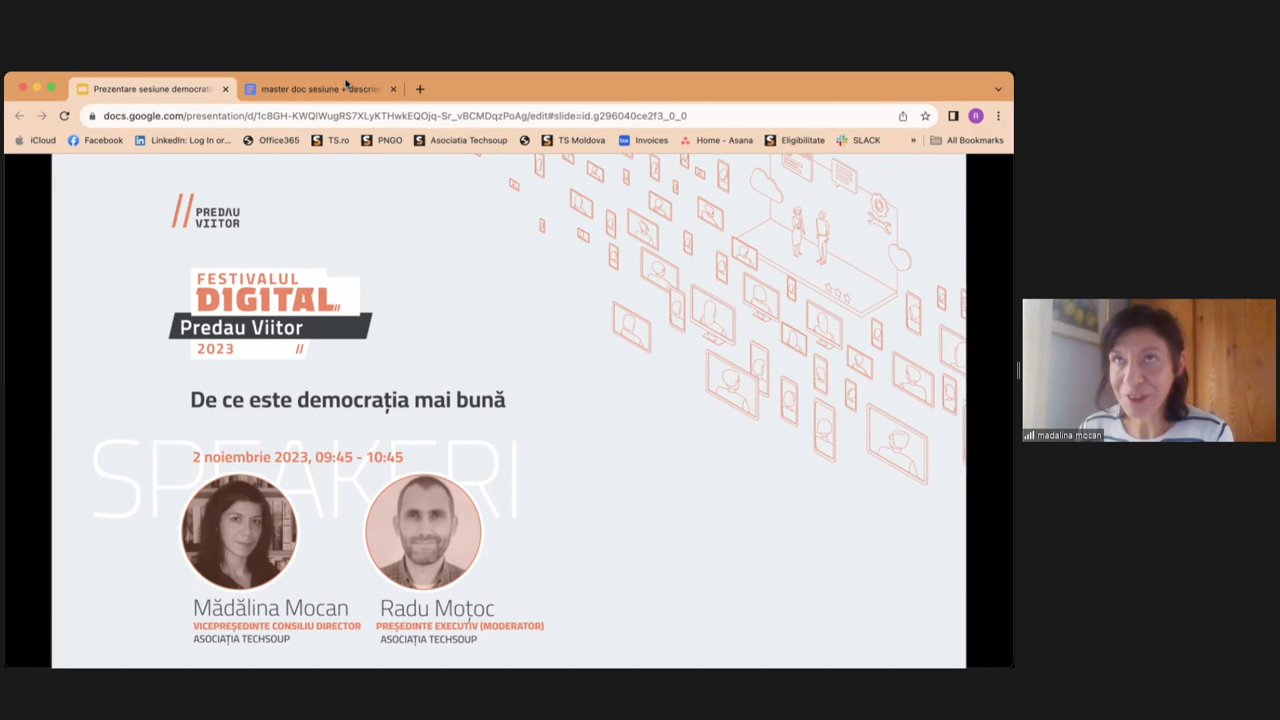 Prezentare sesiune democrati
master doc sesiune + descrie
docs.google.com/presentation/d/1c8GH-KWQlWugRS7XLyKTHwkEQOjq-Sr_vBCMDqzPoAg/edit#slide=id.g296040ce2f3_0_0
R
iCloud Facebook LinkedIn: Log In or... Office365 TS.ro PNGO Asociatia Techsoup TS Moldova Invoices Home - Asana Eligibilitate SLACK » All Bookmarks
// PREDAU
VIITOR
FESTIVALUL
DIGITAL//
Predau Viitor
2023 //
De ce este democrația mai bună
SPEAKERI
2 noiembrie 2023, 09:45 - 10:45
Mădălina Mocan
VICEPREȘEDINTE CONSILIU DIRECTOR
ASOCIAȚIA TECHSOUP
Radu Moțoc
PREȘEDINTE EXECUTIV (MODERATOR)
ASOCIAȚIA TECHSOUP
madalina mocan